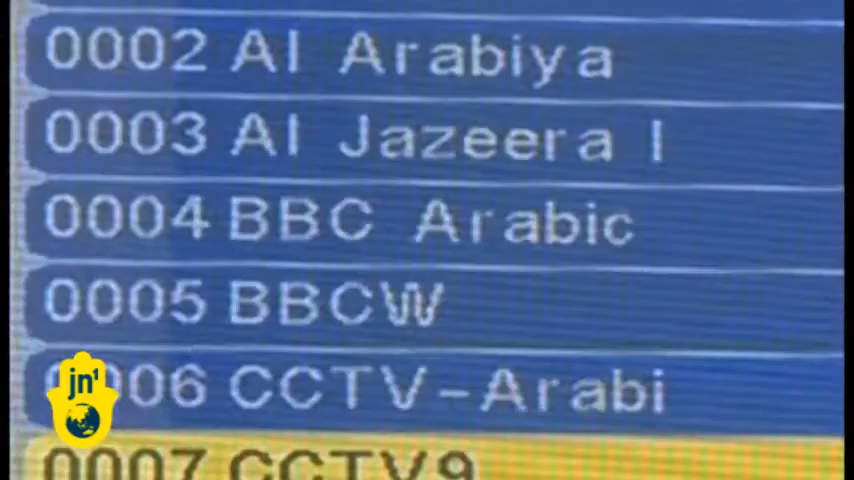 0002 Al Arabiya
0003 Al Jazeera I
0004 BBC Arabic
0005 BBCW
0006 CCTV-Arabi
0007 CCTV9
jn1